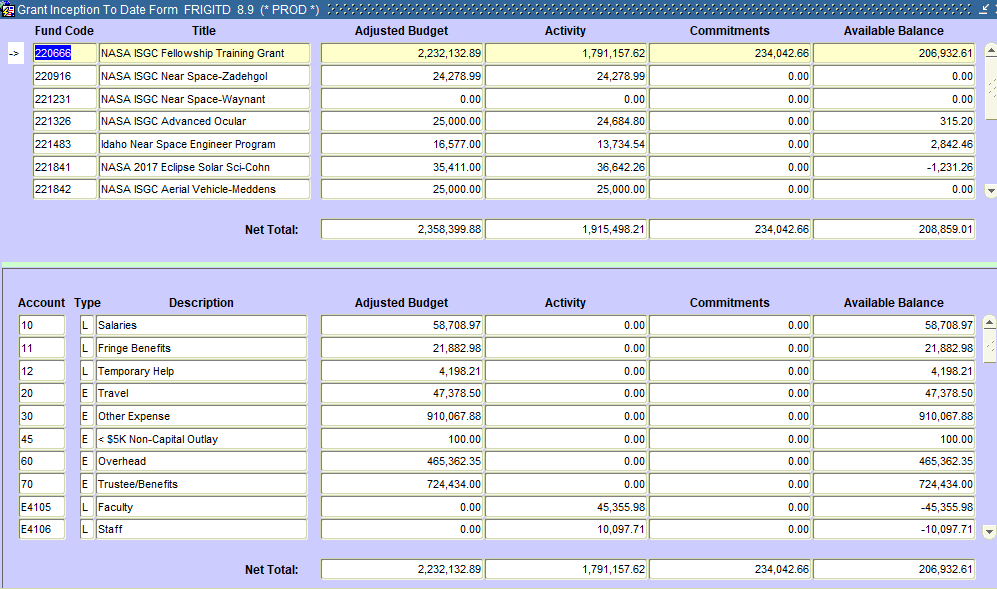 Grant Inception To Date Form FRIGITD 8.9 (* PROD *)
Fund Code Title Adjusted Budget Activity Commitments Available Balance
-> 220666 NASA ISGC Fellowship Training Grant 2,232,132.89 1,791,157.62 234,042.66 206,932.61
220916 NASA ISGC Near Space-Zadehgol 24,278.99 24,278.99 0.00 0.00
221231 NASA ISGC Near Space-Waynant 0.00 0.00 0.00 0.00
221326 NASA ISGC Advanced Ocular 25,000.00 24,684.80 0.00 315.20
221483 Idaho Near Space Engineer Program 16,577.00 13,734.54 0.00 2,842.46
221841 NASA 2017 Eclipse Solar Sci-Cohn 35,411.00 36,642.26 0.00 -1,231.26
221842 NASA ISGC Aerial Vehicle-Meddens 25,000.00 25,000.00 0.00 0.00
Net Total: 2,358,399.88 1,915,498.21 234,042.66 208,859.01
Account Type Description Adjusted Budget Activity Commitments Available Balance
10 L Salaries 58,708.97 0.00 0.00 58,708.97
11 L Fringe Benefits 21,882.98 0.00 0.00 21,882.98
12 L Temporary Help 4,198.21 0.00 0.00 4,198.21
20 E Travel 47,378.50 0.00 0.00 47,378.50
30 E Other Expense 910,067.88 0.00 0.00 910,067.88
45 E < $5K Non-Capital Outlay 100.00 0.00 0.00 100.00
60 E Overhead 465,362.35 0.00 0.00 465,362.35
70 E Trustee/Benefits 724,434.00 0.00 0.00 724,434.00
E4105 L Faculty 0.00 45,355.98 0.00 -45,355.98
E4106 L Staff 0.00 10,097.71 0.00 -10,097.71
Net Total: 2,232,132.89 1,791,157.62 234,042.66 206,932.61